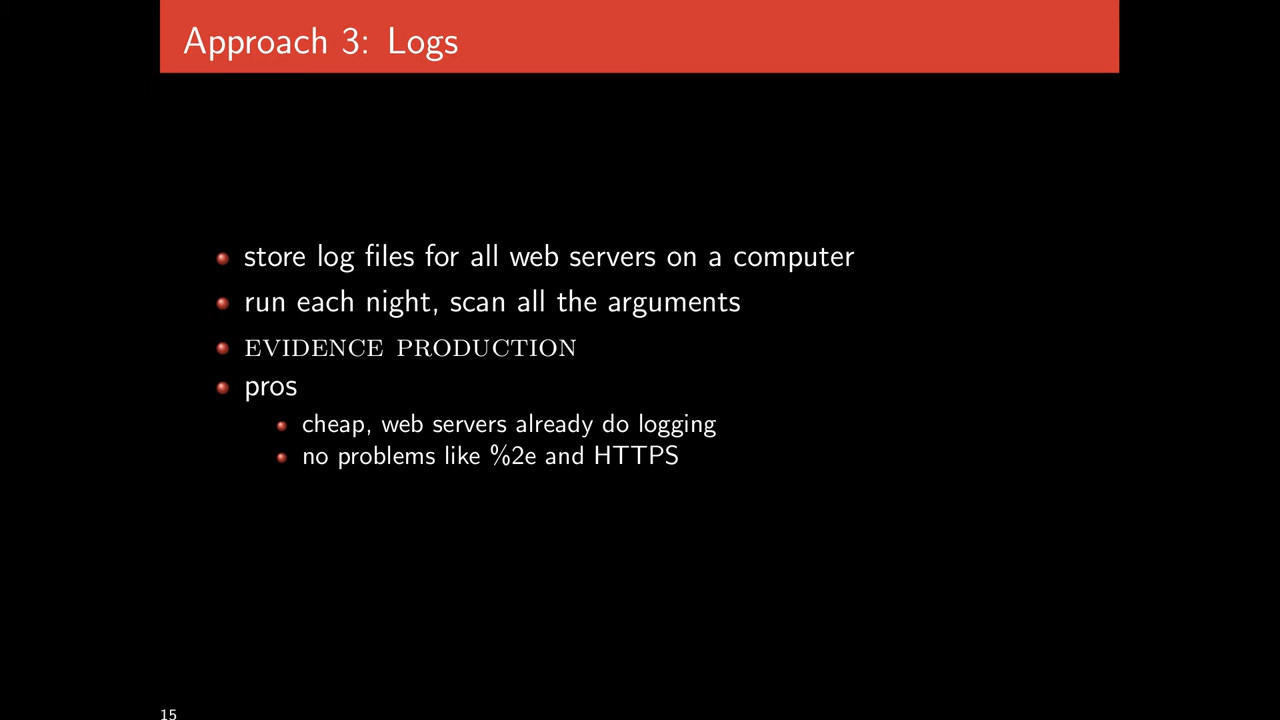 Approach 3: Logs
store log files for all web servers on a computer
run each night, scan all the arguments
EVIDENCE PRODUCTION
pros
cheap, web servers already do logging
no problems like %2e and HTTPS
15